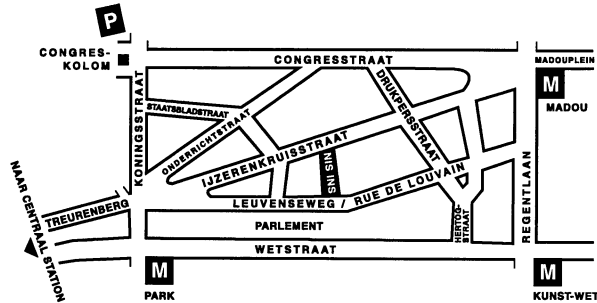 P
CONGRES-
KOLOM
CONGRESSTRAAT
MADOUPLEIN
M
MADOU
KONINGSSTRAAT
STAATSBLADSTRAAT
ONDERRICHTSTRAAT
DRUKPERSSTRAAT
IJZERENKRUISSTRAAT
NIS INS
NAAR CENTRAAL STATION
TREURENBERG
LEUVENSEWEG / RUE DE LOUVAIN
REGENTLAAN
HERTOG-
STRAAT
PARLEMENT
WETSTRAAT
M
PARK
M
KUNST-WET